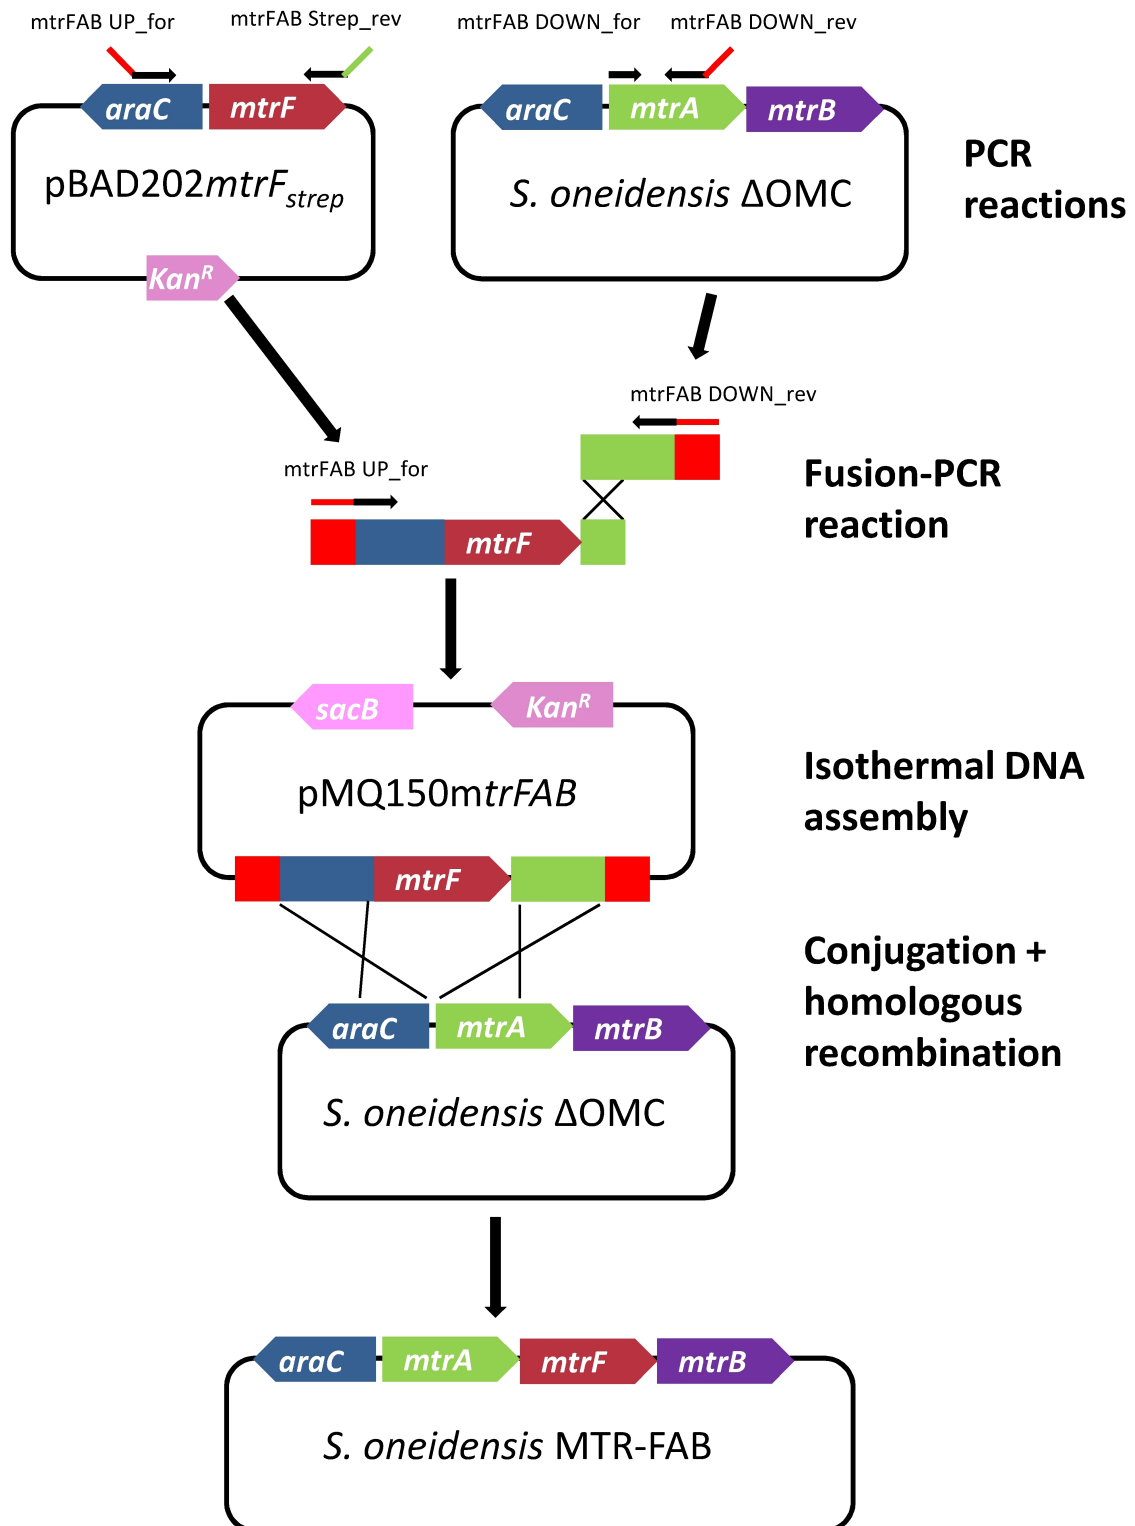 mtrFAB UP_for
mtrFAB Strep_rev
mtrFAB DOWN_for
mtrFAB DOWN_rev
araC
mtrF
araC
mtrA
mtrB
pBAD202mtrFstrep
S. oneidensis ΔOMC
PCR
reactions
KanR
mtrFAB DOWN_rev
mtrFAB UP_for
mtrF
Fusion-PCR
reaction
sacB
KanR
pMQ150mtrFAB
Isothermal DNA
assembly
mtrF
Conjugation +
homologous
recombination
araC
mtrA
mtrB
S. oneidensis ΔOMC
araC
mtrA
mtrF
mtrB
S. oneidensis MTR-FAB